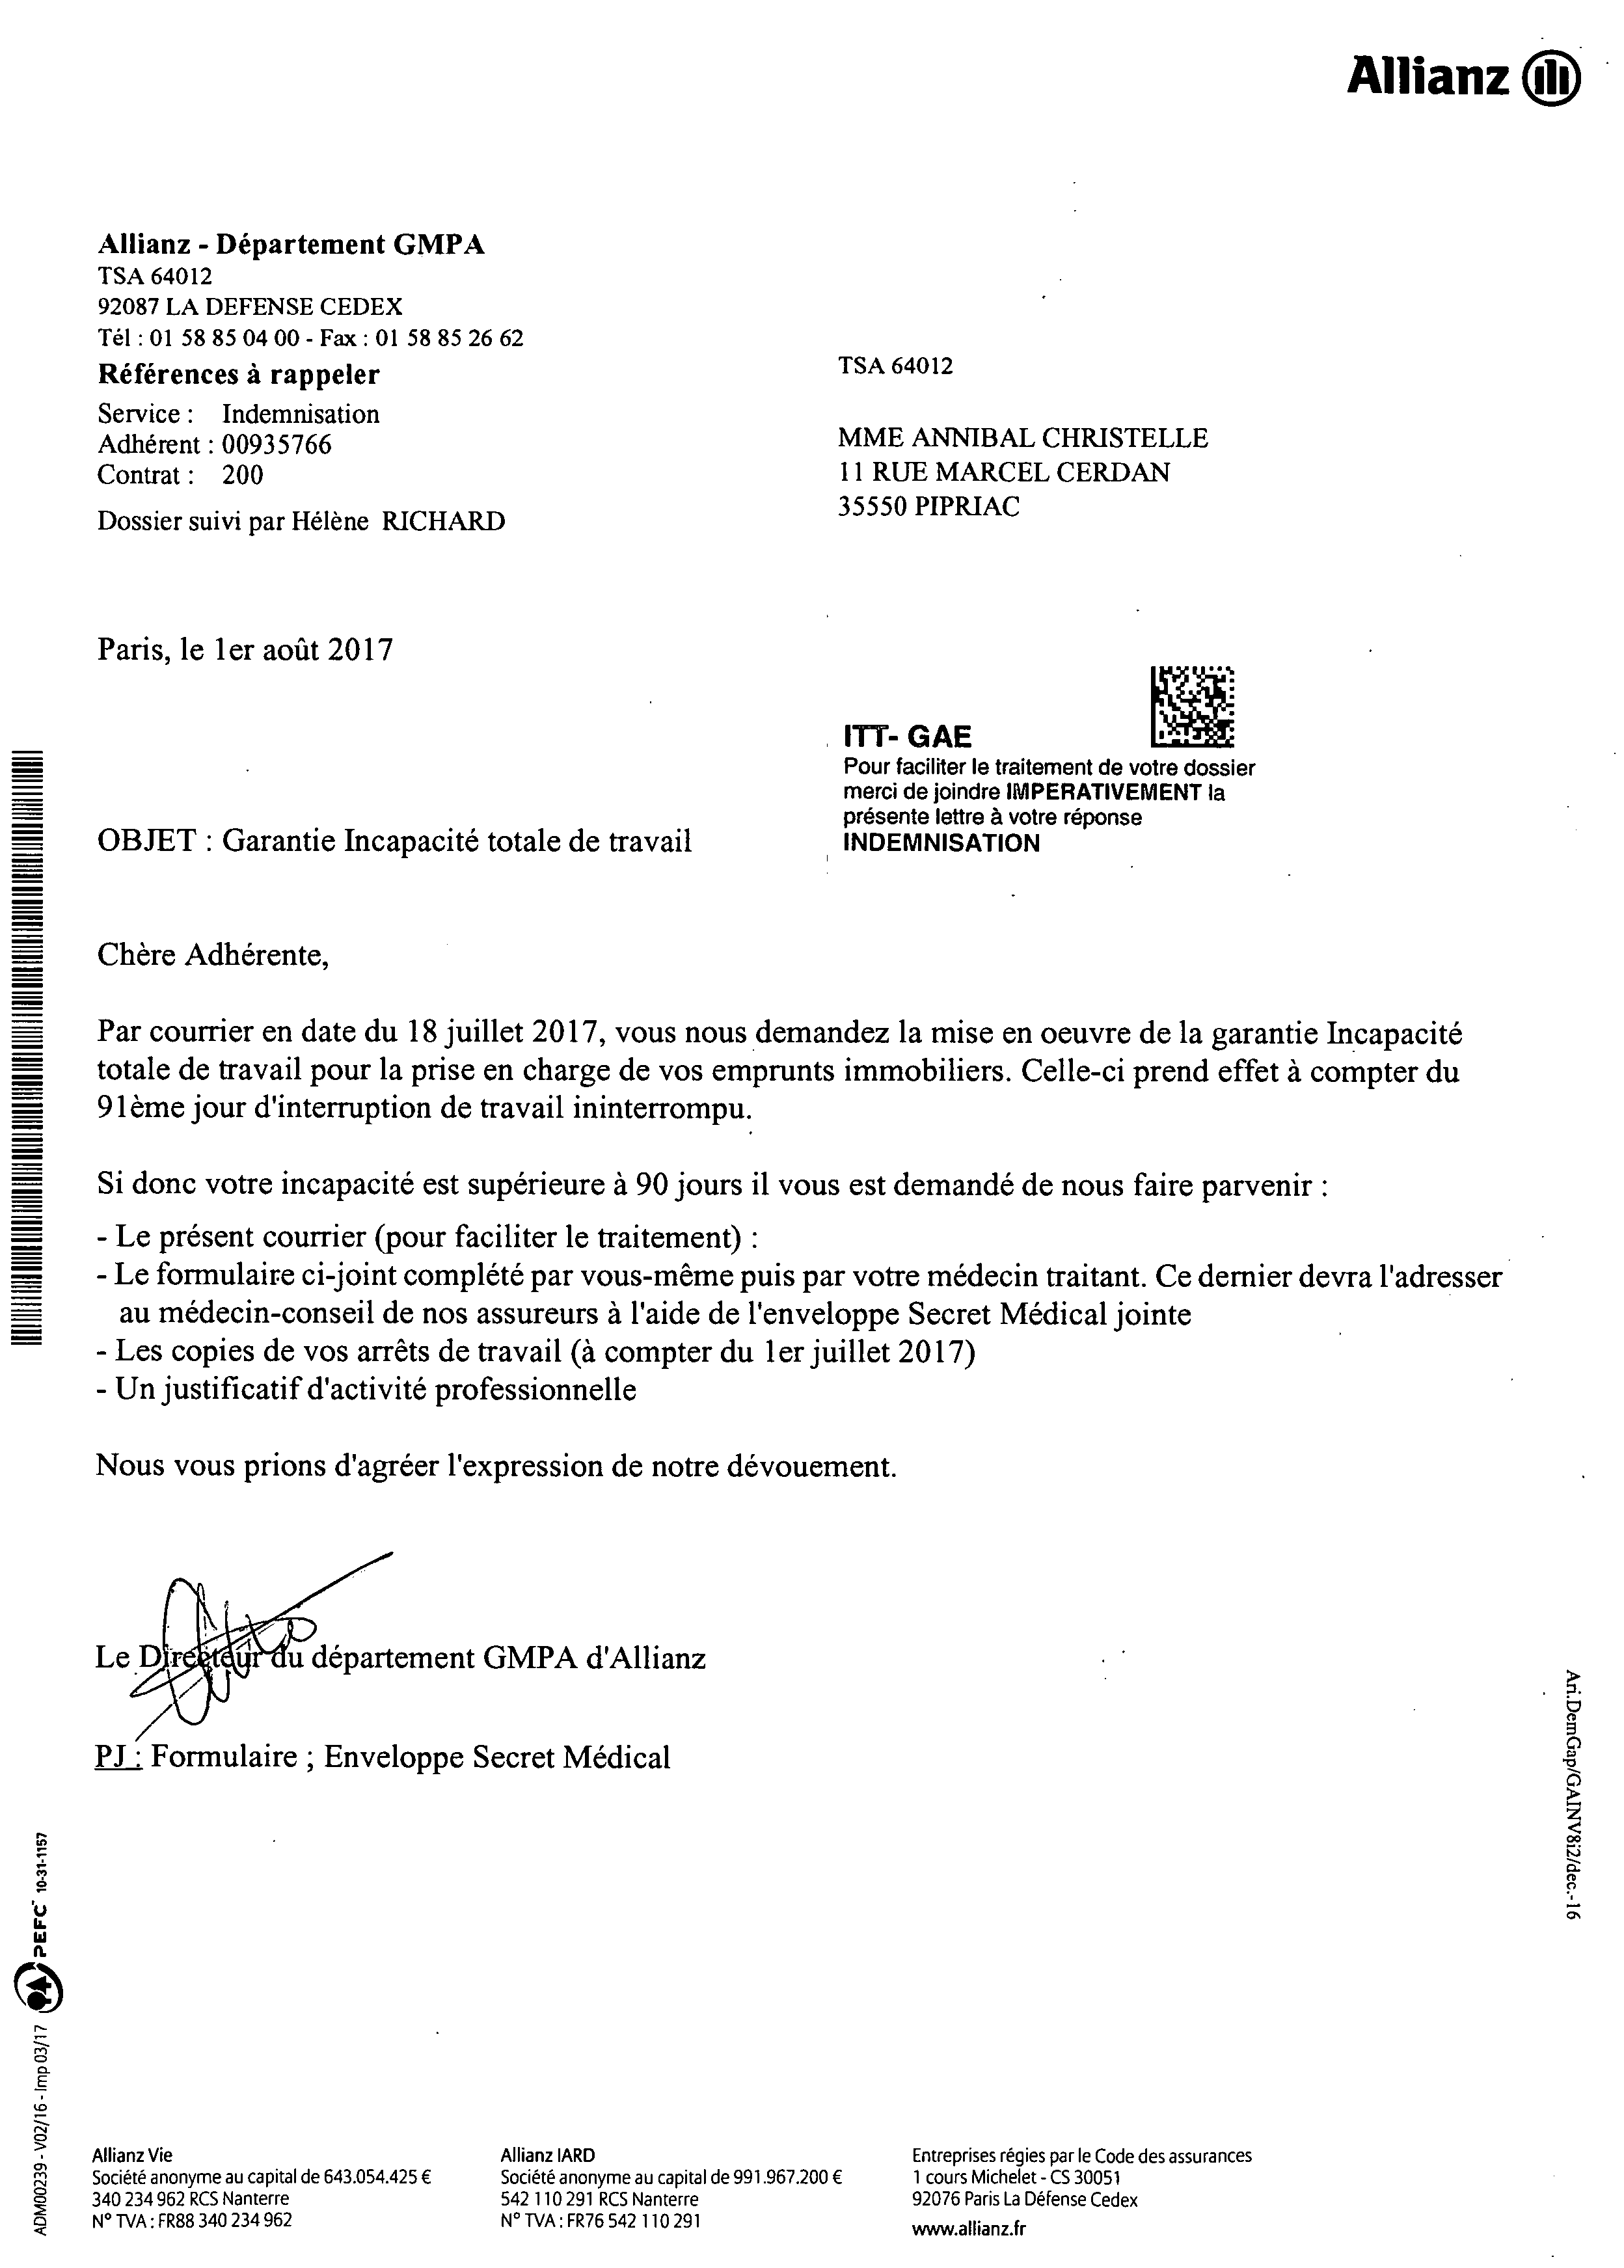 Allianz
Allianz - Département GMPA
TSA 64012
92087 LA DEFENSE CEDEX
Tél : 01 58 85 04 00 - Fax : 01 58 85 26 62
Références à rappeler
Service : Indemnisation
Adhérent : 00935766
Contrat : 200
Dossier suivi par Hélène RICHARD
TSA 64012
MME ANNIBAL CHRISTELLE
11 RUE MARCEL CERDAN
35550 PIPRIAC
Paris, le 1er août 2017
ITT- GAE
Pour faciliter le traitement de votre dossier
merci de joindre IMPERATIVEMENT la
présente lettre à votre réponse
INDEMNISATION
OBJET : Garantie Incapacité totale de travail
Chère Adhérente,
Par courrier en date du 18 juillet 2017, vous nous demandez la mise en oeuvre de la garantie Incapacité
totale de travail pour la prise en charge de vos emprunts immobiliers. Celle-ci prend effet à compter du
91ème jour d'interruption de travail ininterrompu.
Si donc votre incapacité est supérieure à 90 jours il vous est demandé de nous faire parvenir :
- Le présent courrier (pour faciliter le traitement) :
- Le formulaire ci-joint complété par vous-même puis par votre médecin traitant. Ce dernier devra l'adresser
au médecin-conseil de nos assureurs à l'aide de l'enveloppe Secret Médical jointe
- Les copies de vos arrêts de travail (à compter du 1er juillet 2017)
- Un justificatif d'activité professionnelle
Nous vous prions d'agréer l'expression de notre dévouement.
Le Directeur du département GMPA d'Allianz
PJ : Formulaire ; Enveloppe Secret Médical
Ari.DemGap/GAINV8i2/dec.-16
ADM00239 - V02/16 - Imp 03/17
PEFC 10-31-1157
Allianz Vie
Société anonyme au capital de 643.054.425 €
340 234 962 RCS Nanterre
N° TVA : FR88 340 234 962
Allianz IARD
Société anonyme au capital de 991.967.200 €
542 110 291 RCS Nanterre
N° TVA : FR76 542 110 291
Entreprises régies par le Code des assurances
1 cours Michelet - CS 30051
92076 Paris La Défense Cedex
www.allianz.fr